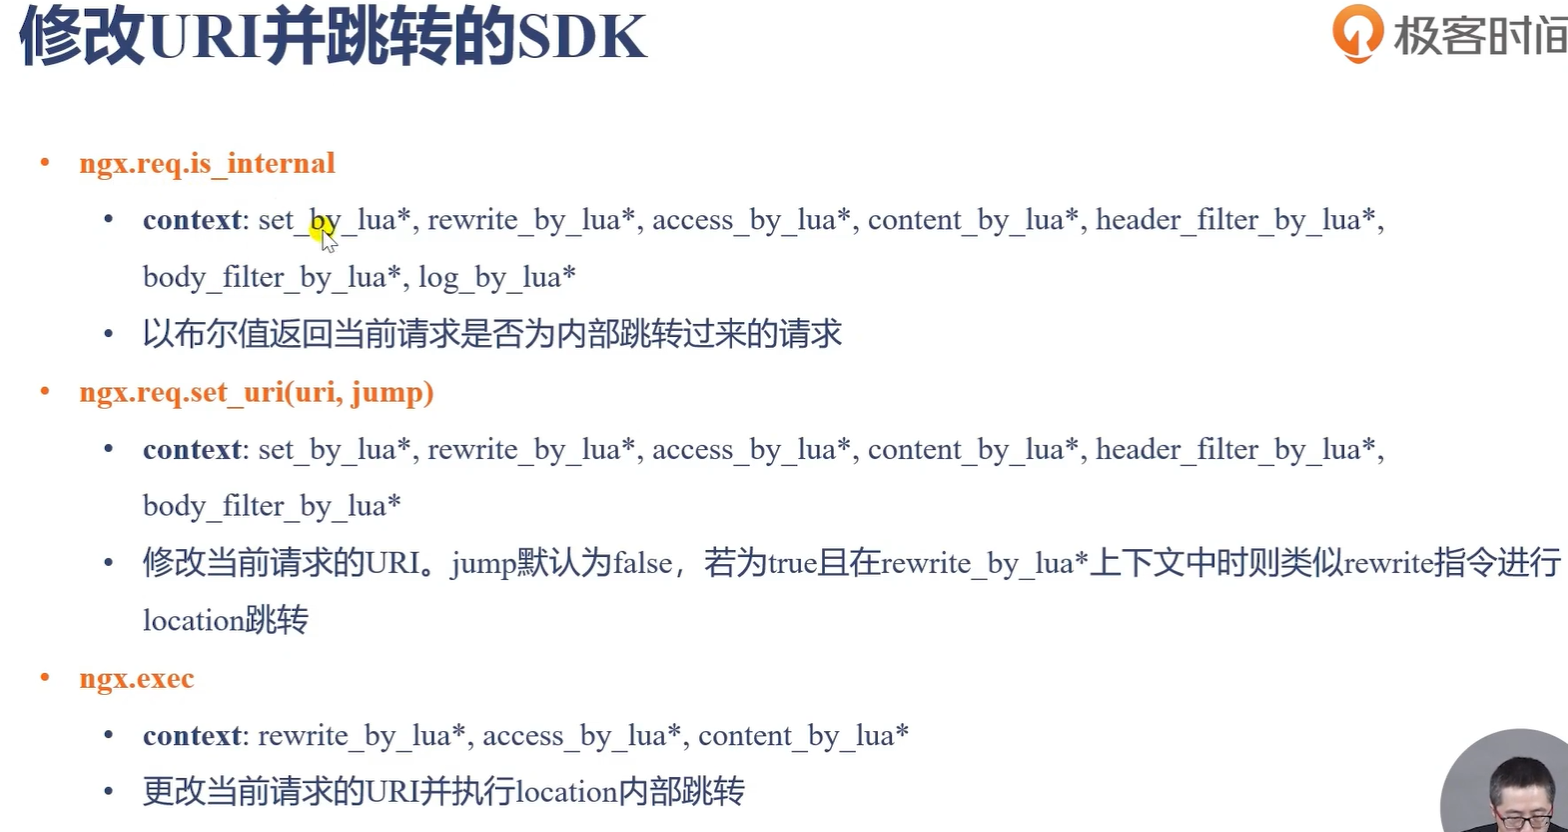 修改URI并跳转的SDK
极客时间
• ngx.req.is_internal
• context: set_by_lua*, rewrite_by_lua*, access_by_lua*, content_by_lua*, header_filter_by_lua*,
body_filter_by_lua*, log_by_lua*
• 以布尔值返回当前请求是否为内部跳转过来的请求
• ngx.req.set_uri(uri, jump)
• context: set_by_lua*, rewrite_by_lua*, access_by_lua*, content_by_lua*, header_filter_by_lua*,
body_filter_by_lua*
• 修改当前请求的URI。jump默认为false，若为true且在rewrite_by_lua*上下文中时则类似rewrite指令进行
location跳转
• ngx.exec
• context: rewrite_by_lua*, access_by_lua*, content_by_lua*
• 更改当前请求的URI并执行location内部跳转